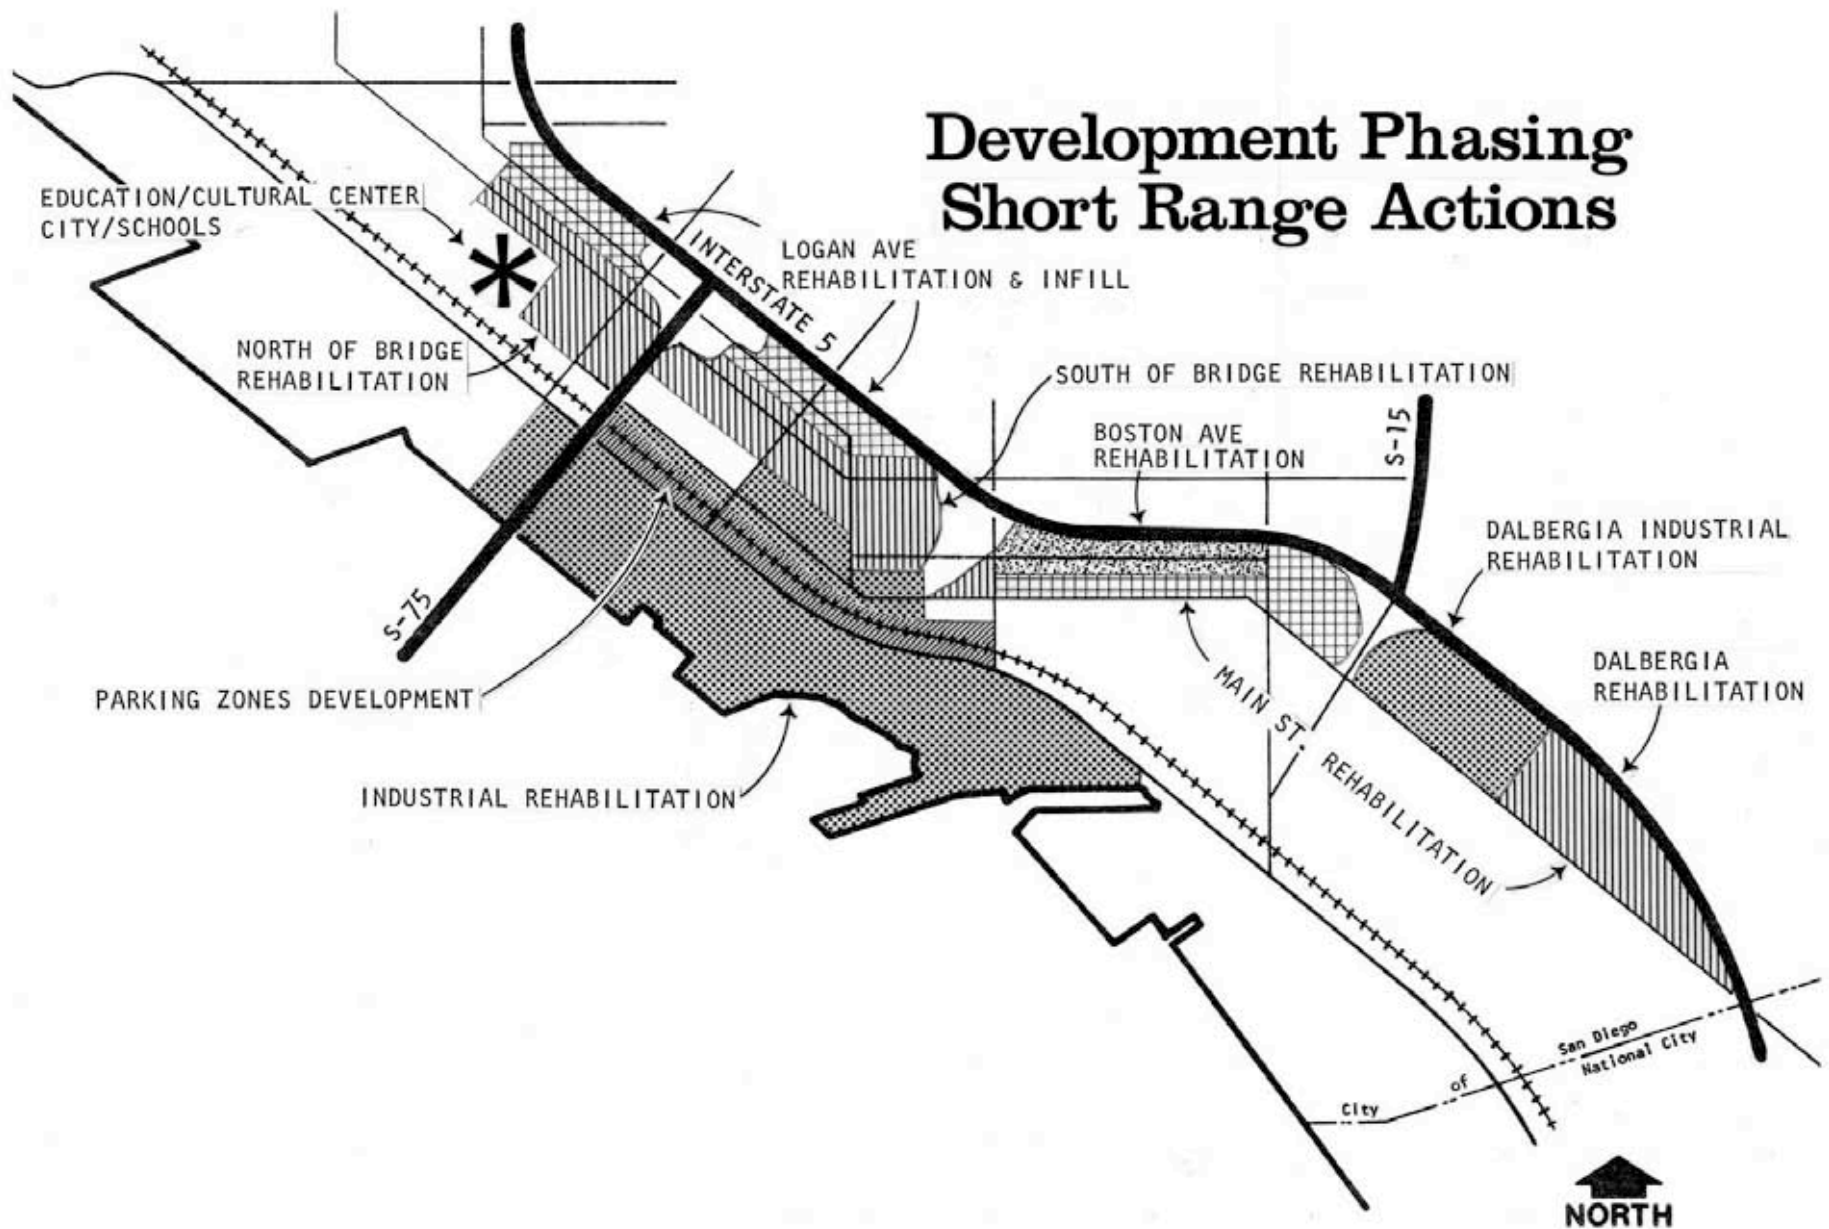 Development Phasing
Short Range Actions
EDUCATION/CULTURAL CENTER
CITY/SCHOOLS
INTERSTATE 5
LOGAN AVE
REHABILITATION & INFILL
NORTH OF BRIDGE
REHABILITATION
SOUTH OF BRIDGE REHABILITATION
BOSTON AVE
REHABILITATION
S-15
DALBERGIA INDUSTRIAL
REHABILITATION
S-75
DALBERGIA
REHABILITATION
PARKING ZONES DEVELOPMENT
MAIN ST. REHABILITATION
INDUSTRIAL REHABILITATION
San Diego
City of
National City
NORTH